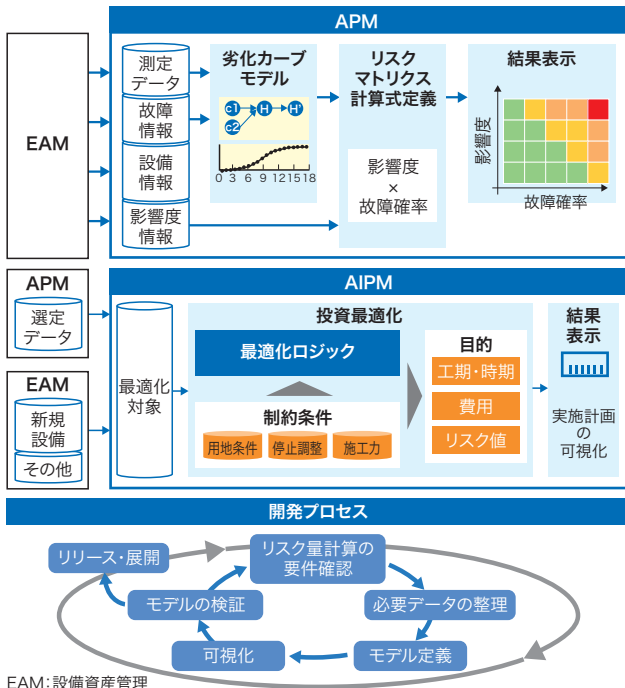 APM
EAM
測定
データ
故障
情報
設備
情報
影響度
情報
劣化カーブ
モデル
c1
H
H'
c2
0 3 6 9 12 15 18
リスク
マトリクス
計算式定義
影響度
×
故障確率
結果表示
影響度
故障確率
APM
選定
データ
EAM
新規
設備
その他
AIPM
最適化
対象
投資最適化
最適化ロジック
制約条件
用地条件
停止調整
施工力
目的
工期・時期
費用
リスク値
結果
表示
実施計画
の
可視化
開発プロセス
リリース・展開
リスク量計算の
要件確認
モデルの検証
必要データの整理
可視化
モデル定義
EAM：設備資産管理